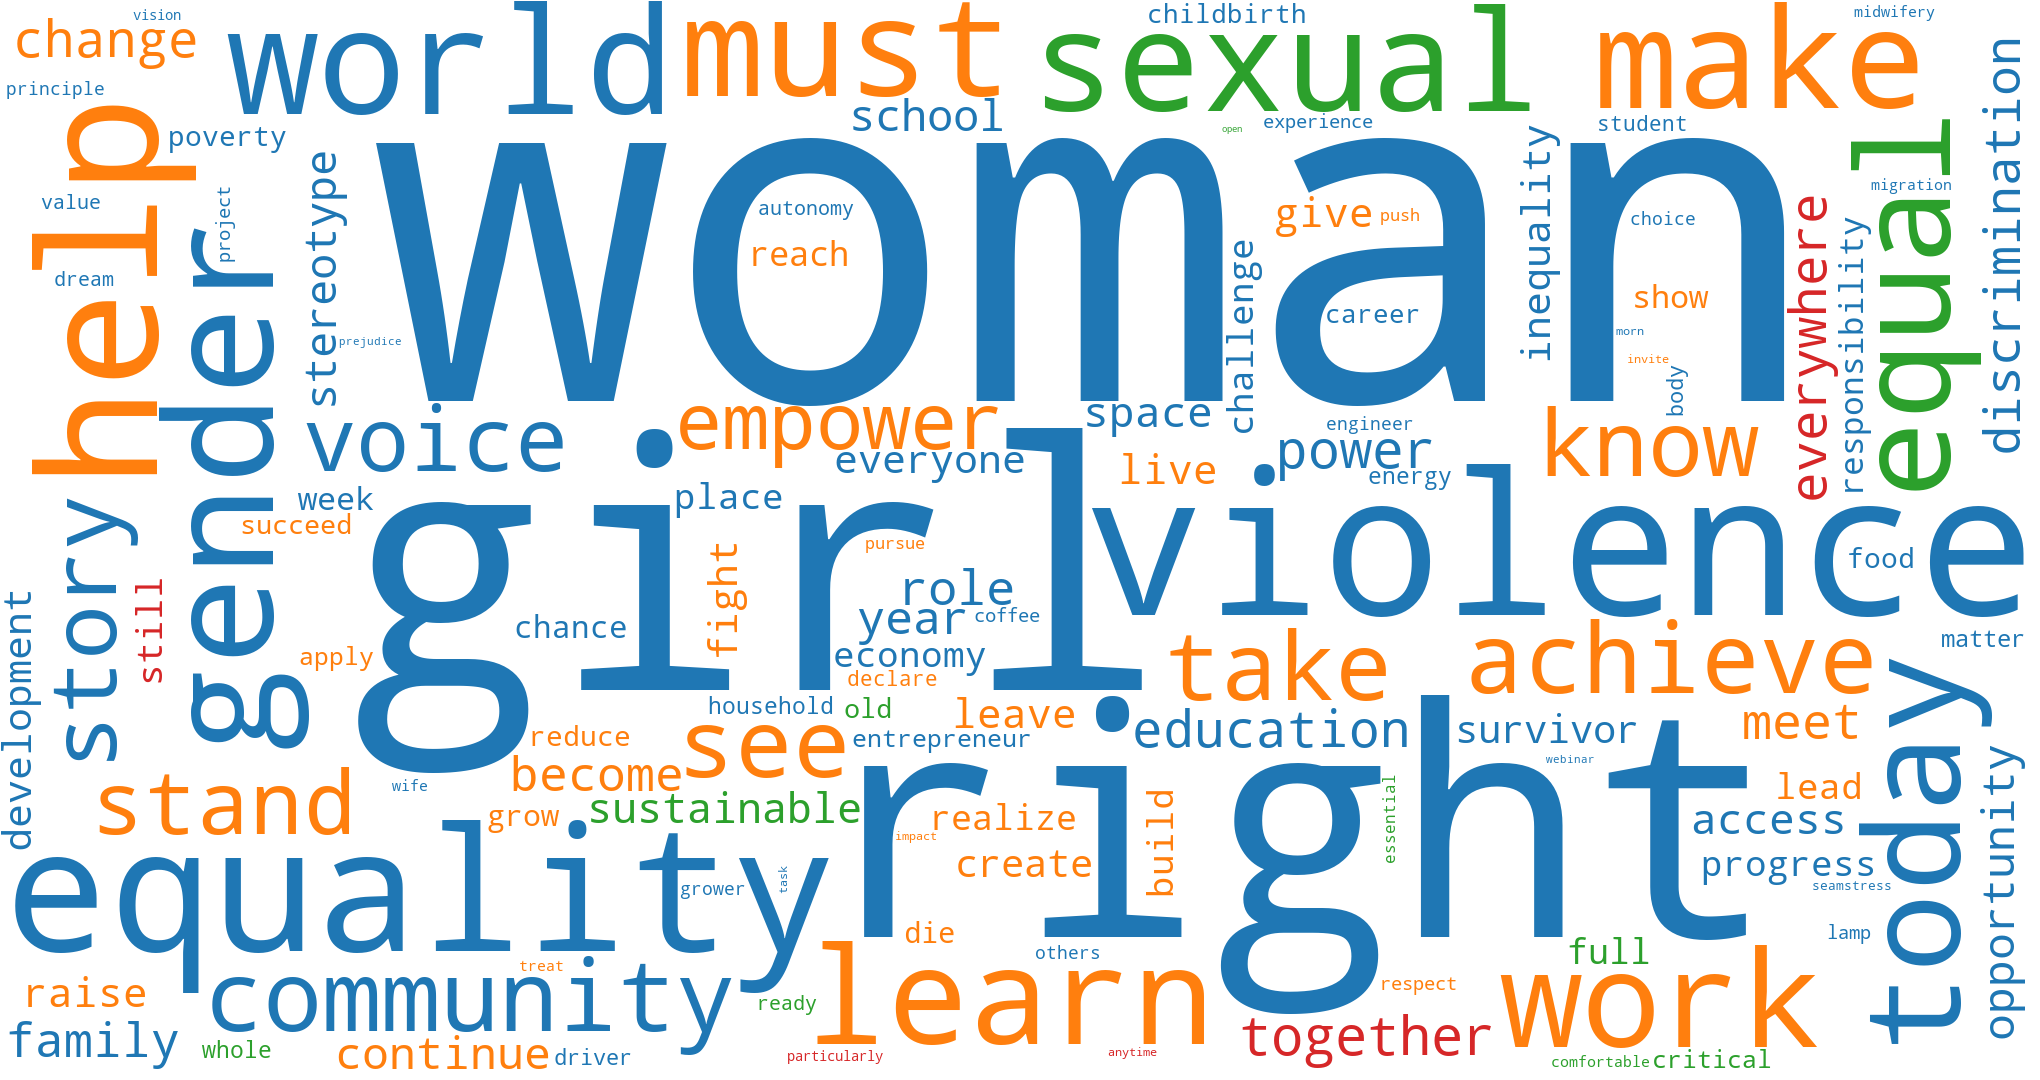 vision
change
world
must
childbirth
sexual
make
midwifery
principle
help
poverty
school
open
experience
student
equal
discrimination
woman
inequality
stereotype
value
project
autonomy
reach
give
push
migration
choice
everywhere
responsibility
gender
dream
challenge
career
show
prejudice
morn
invite
body
voice
empower
space
engineer
power
know
girl
everyone
live
energy
violence
week
place
story
succeed
pursue
fight
food
still
development
role
year
coffee
chance
apply
economy
declare
take
achieve
matter
today
household
old
leave
education
survivor
meet
see
reduce
entrepreneur
right
become
webinar
wife
stand
sustainable
grow
realize
build
essential
lead
access
opportunity
equality
impact
create
progress
task
grower
seamstress
die
learn
others
full
lamp
work
community
treat
raise
ready
respect
family
whole
continue
driver
particularly
anytime
together
comfortable
critical